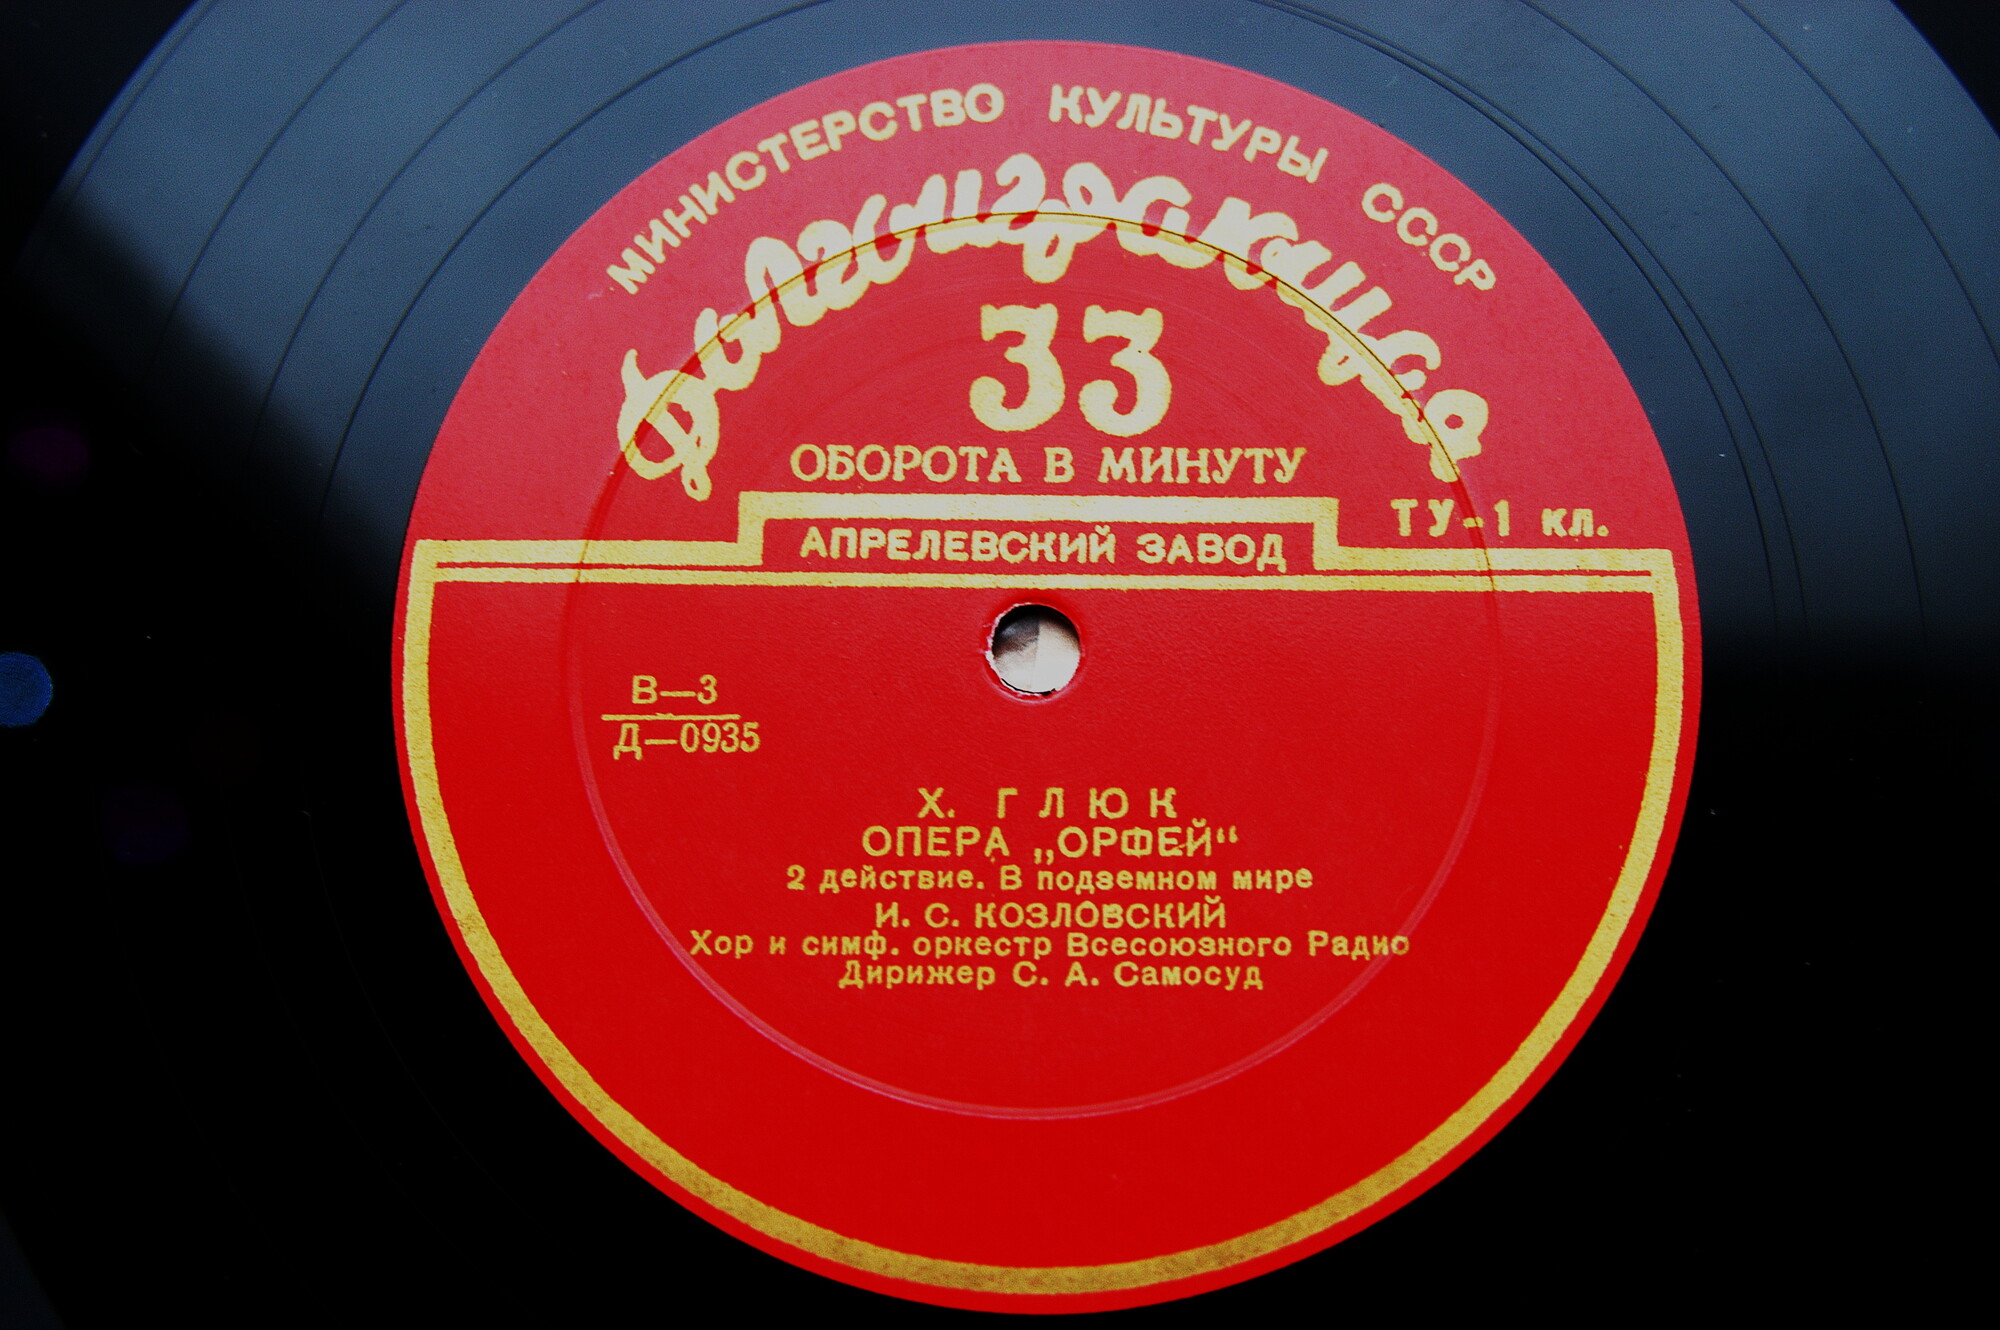 МИНИСТЕРСТВО КУЛЬТУРЫ СССР
Долгоиграющая
33
ОБОРОТА В МИНУТУ
ТУ-1 кл.
АПРЕЛЕВСКИЙ ЗАВОД
В—3
Д—0935
Х. ГЛЮК
ОПЕРА „ОРФЕЙ“
2 действие. В подземном мире
И. С. КОЗЛОВСКИЙ
Хор и симф. оркестр Всесоюзного Радио
Дирижер С. А. Самосуд